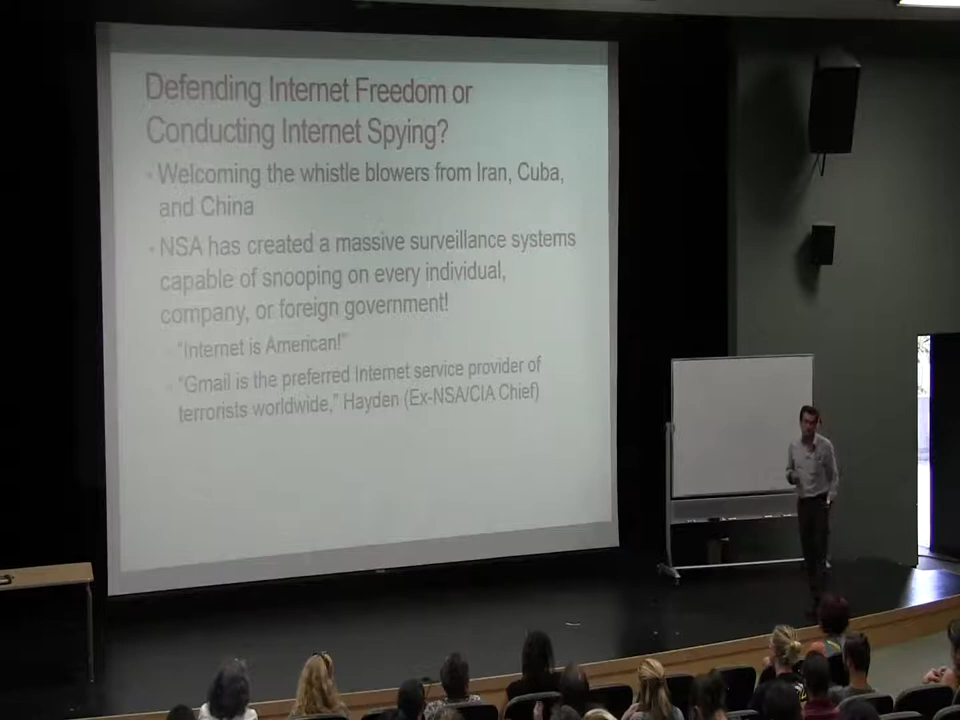 Defending Internet Freedom or
Conducting Internet Spying?
• Welcoming the whistle blowers from Iran, Cuba,
and China
• NSA has created a massive surveillance systems
capable of snooping on every individual,
company, or foreign government!
"Internet is American!"
"Gmail is the preferred Internet service provider of
terrorists worldwide," Hayden (Ex-NSA/CIA Chief)